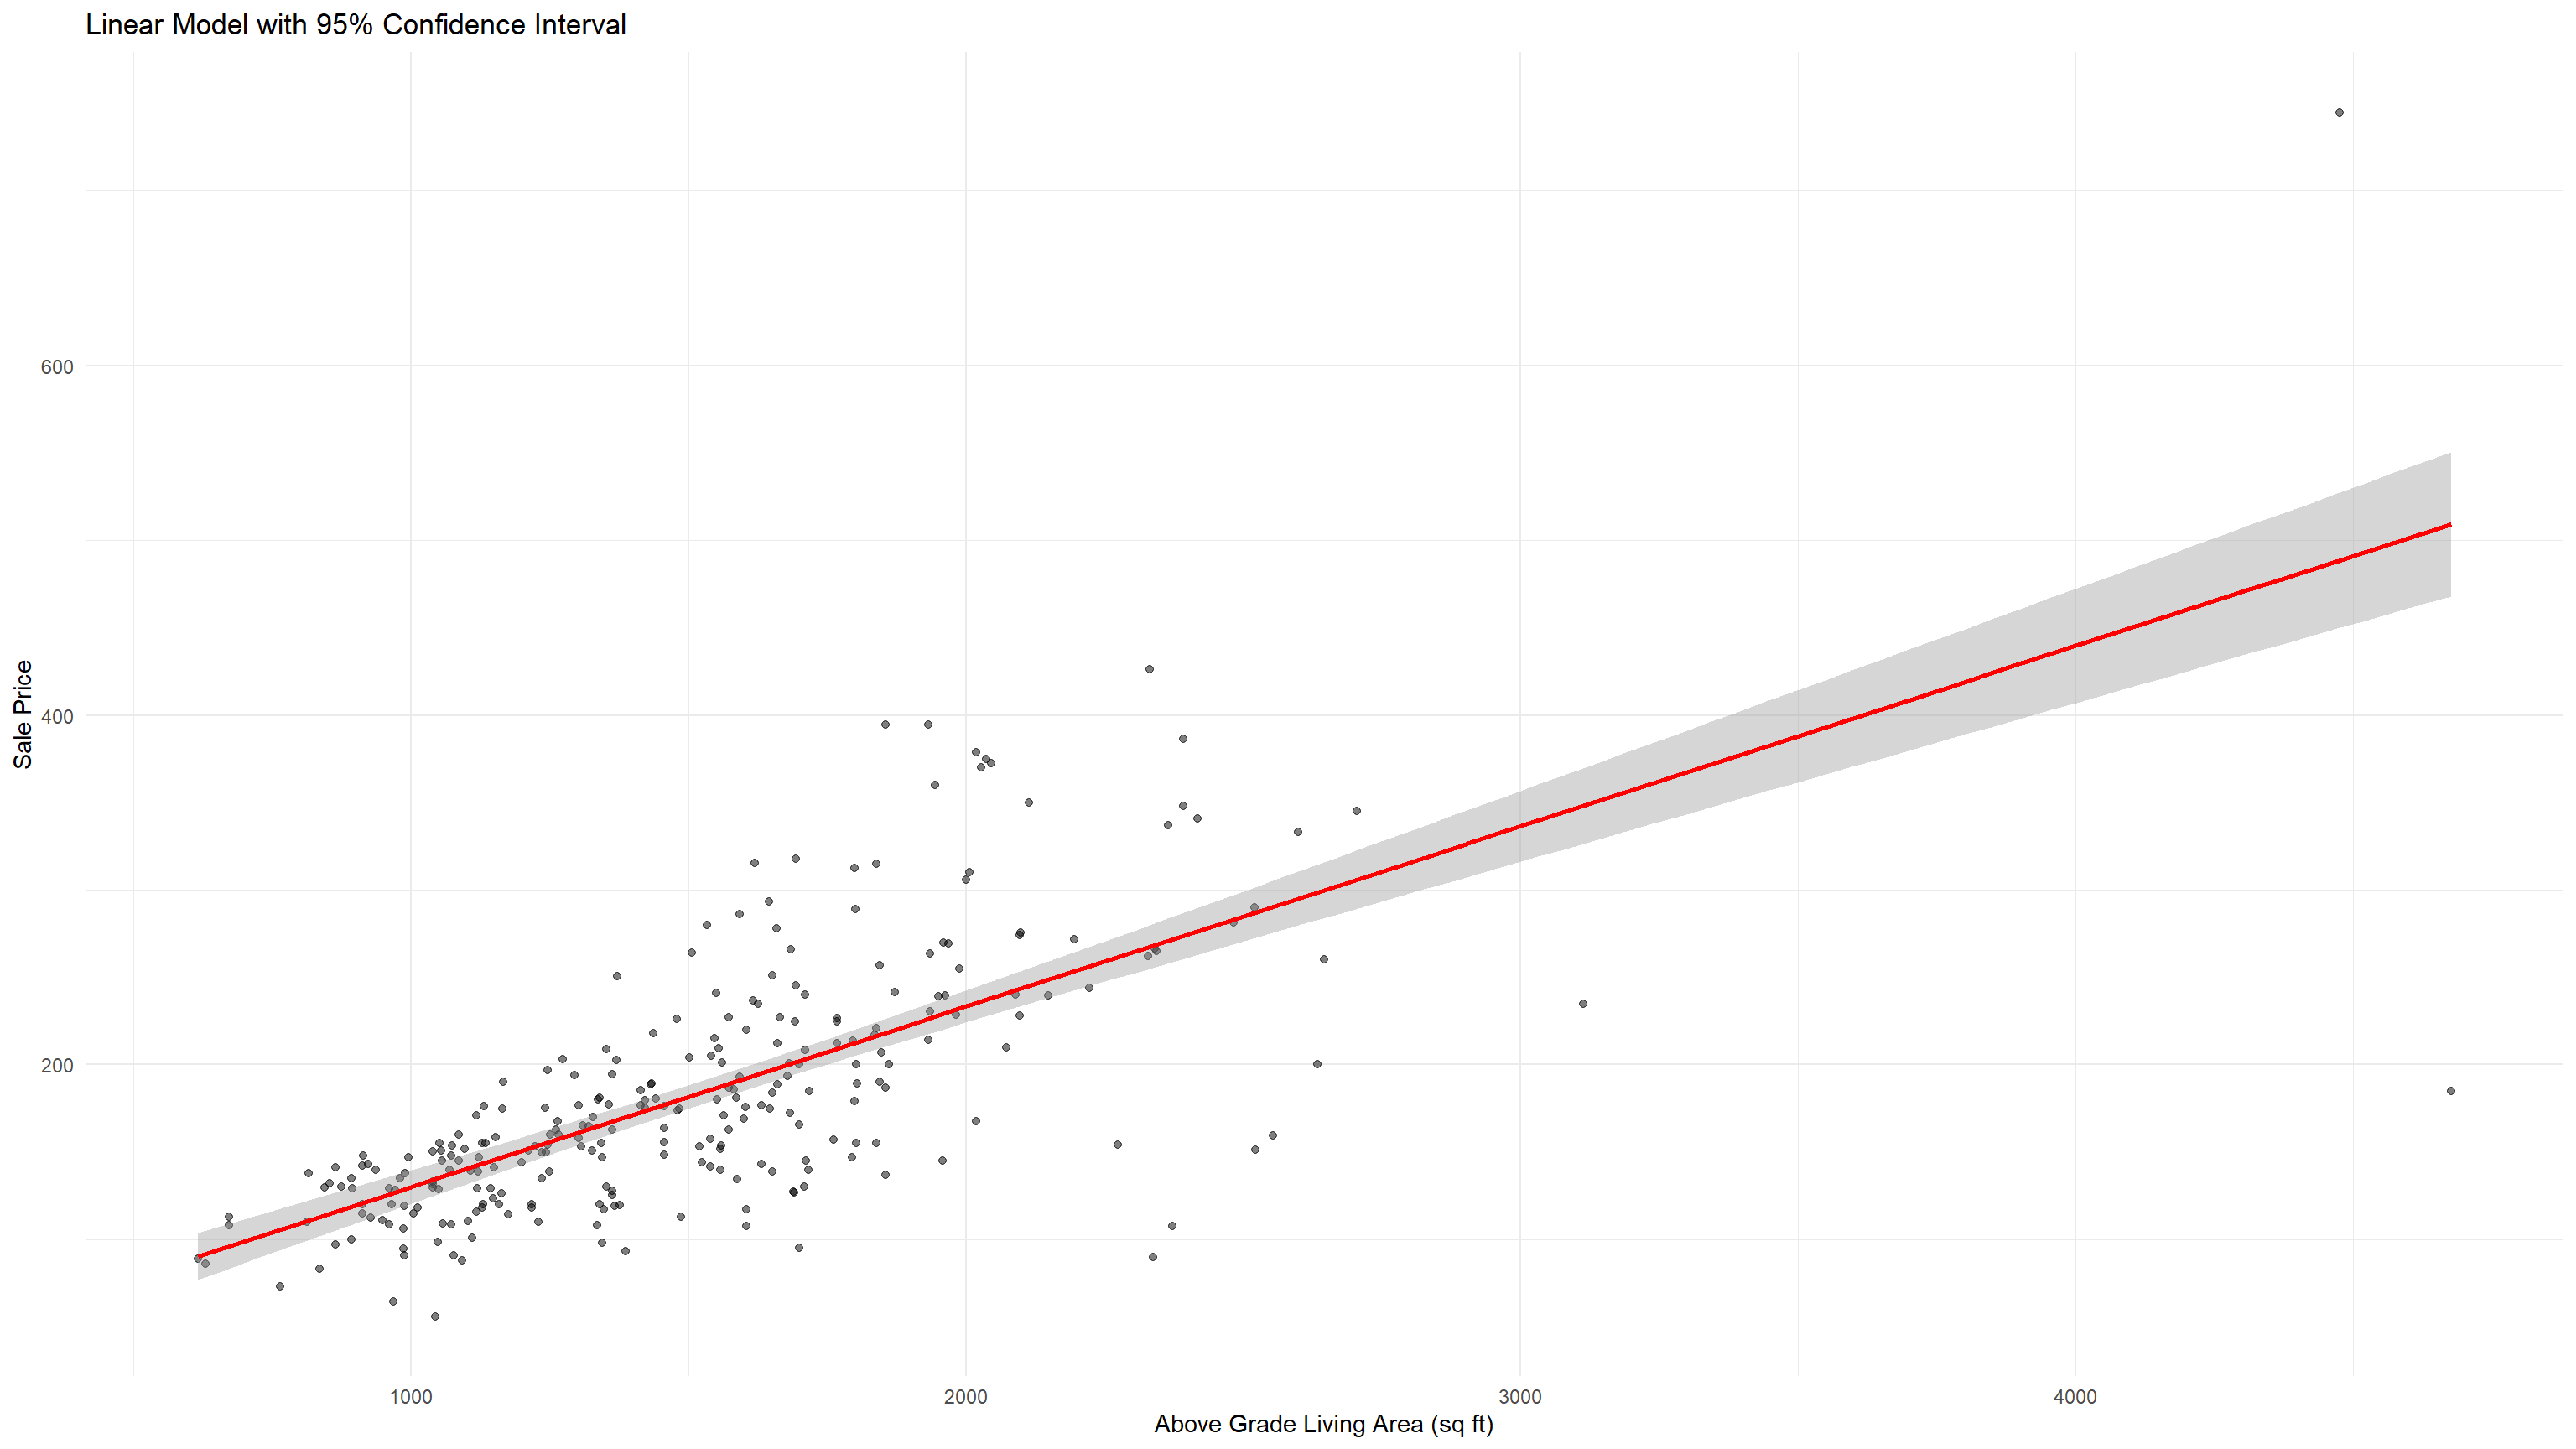 Linear Model with 95% Confidence Interval
600
400
200
Sale Price
1000 2000 3000 4000
Above Grade Living Area (sq ft)